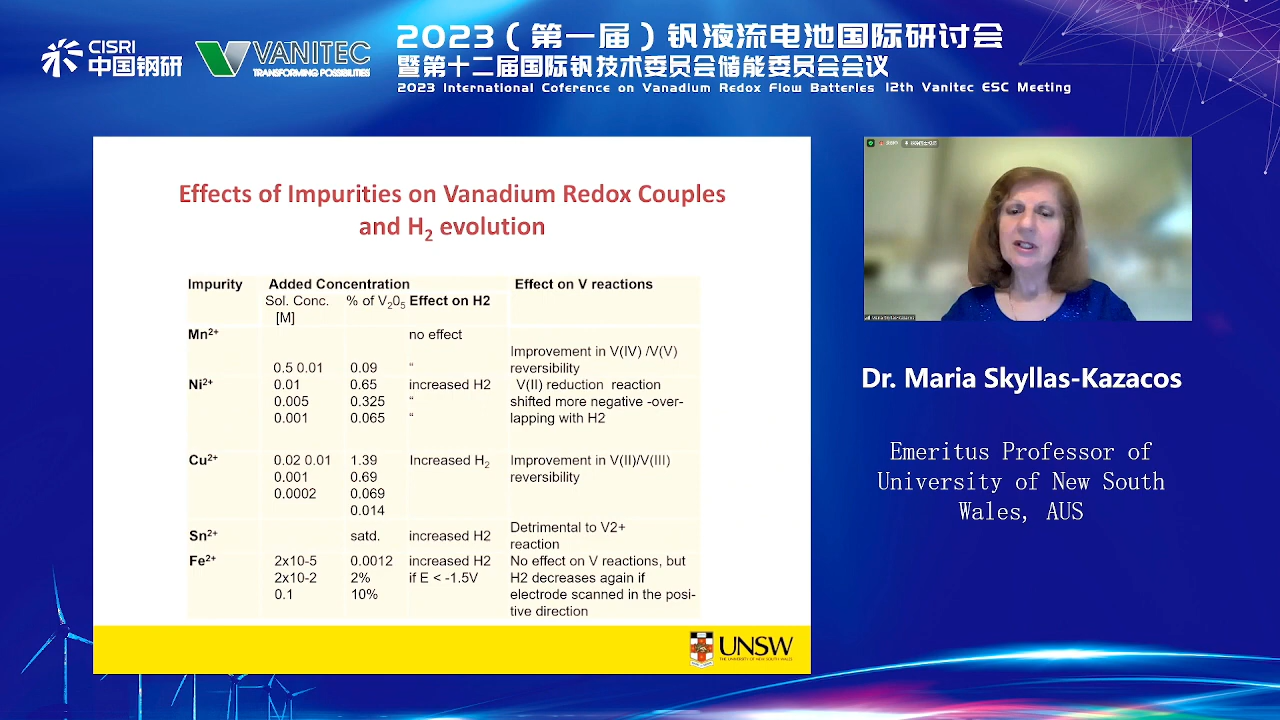 CISRI
中国钢研
VANITEC
TRANSFORMING POSSIBILITIES
2023（第一届）钒液流电池国际研讨会
暨第十二届国际钒技术委员会储能委员会会议
2023 International Coference on Vanadium Redox Flow Batteries 12th Vanitec ESC Meeting
Effects of Impurities on Vanadium Redox Couples
and H2 evolution
Impurity Added Concentration Effect on V reactions
Sol. Conc. % of V205 Effect on H2
[M]
Mn2+ no effect
Improvement in V(IV) /V(V)
0.5 0.01 0.09 “ reversibility
Ni2+ 0.01 0.65 increased H2 V(II) reduction reaction
0.005 0.325 “ shifted more negative -over-
0.001 0.065 “ lapping with H2
Cu2+ 0.02 0.01 1.39 Increased H2 Improvement in V(II)/V(III)
0.001 0.69 reversibility
0.0002 0.069
0.014
Sn2+ satd. increased H2 Detrimental to V2+
reaction
Fe2+ 2x10-5 0.0012 increased H2 No effect on V reactions, but
2x10-2 2% if E < -1.5V H2 decreases again if
0.1 10% electrode scanned in the posi-
tive direction
UNSW
THE UNIVERSITY OF NEW SOUTH WALES
Maria Skyllas-Kazacos
Dr. Maria Skyllas-Kazacos
Emeritus Professor of
University of New South
Wales, AUS